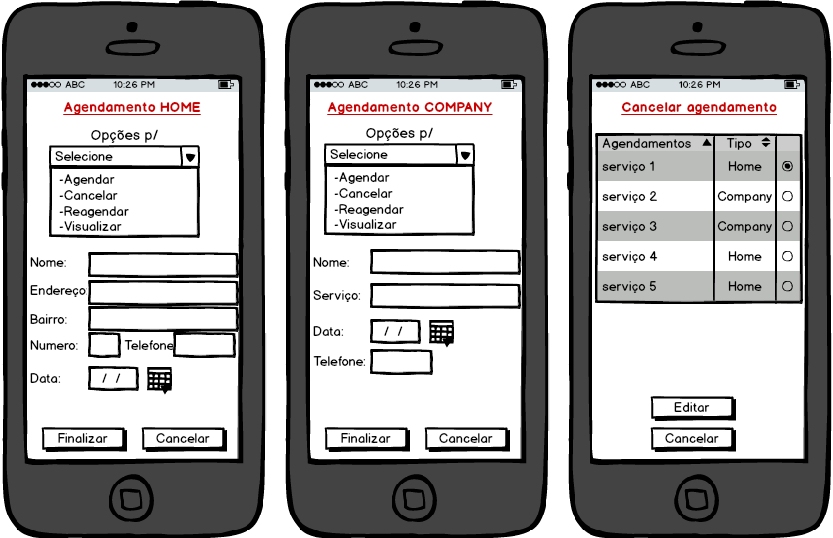 ABC 10:26 PM
Agendamento HOME
Opções p/
Selecione
-Agendar
-Cancelar
-Reagendar
-Visualizar
Nome:
Endereço
Bairro:
Numero: Telefone
Data: / /
Finalizar Cancelar
ABC 10:26 PM
Agendamento COMPANY
Opções p/
Selecione
-Agendar
-Cancelar
-Reagendar
-Visualizar
Nome:
Serviço:
Data: / /
Telefone:
Finalizar Cancelar
ABC 10:26 PM
Cancelar agendamento
Agendamentos Tipo
serviço 1 Home
serviço 2 Company
serviço 3 Company
serviço 4 Home
serviço 5 Home
Editar
Cancelar